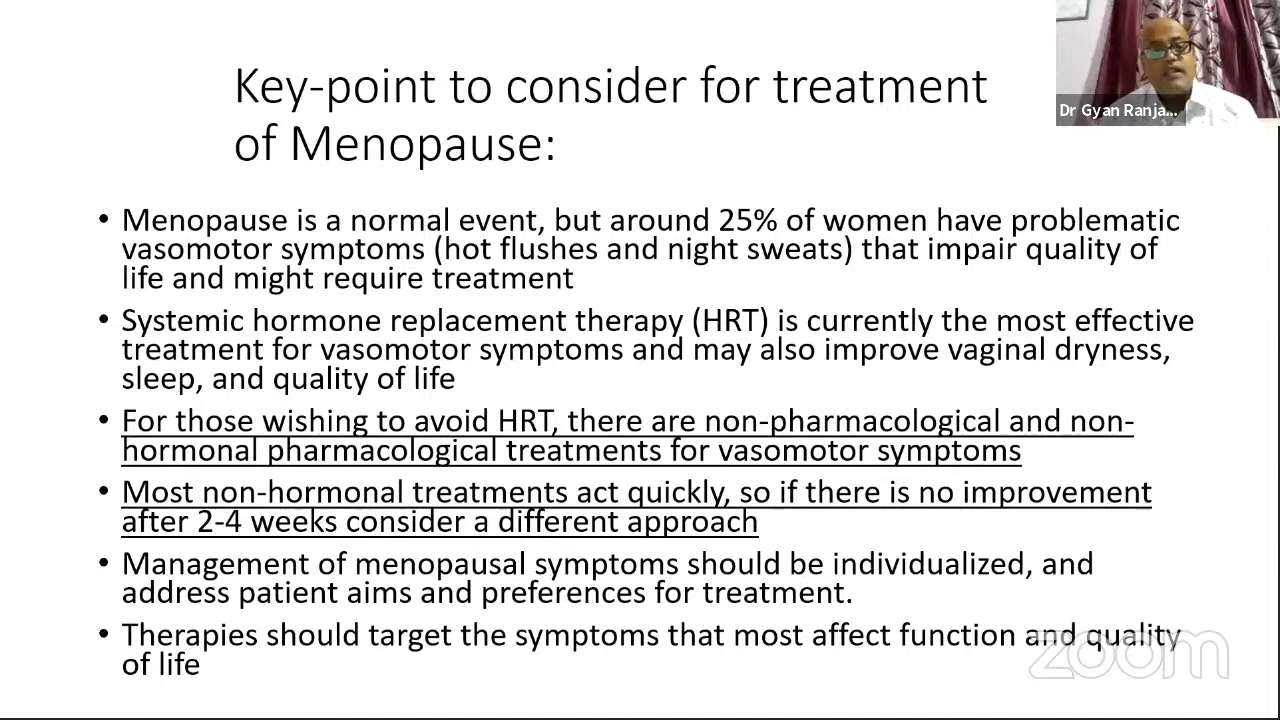 Key-point to consider for treatment
of Menopause:
Dr Gyan Ranja...
• Menopause is a normal event, but around 25% of women have problematic
vasomotor symptoms (hot flushes and night sweats) that impair quality of
life and might require treatment
• Systemic hormone replacement therapy (HRT) is currently the most effective
treatment for vasomotor symptoms and may also improve vaginal dryness,
sleep, and quality of life
• For those wishing to avoid HRT, there are non-pharmacological and non-
hormonal pharmacological treatments for vasomotor symptoms
• Most non-hormonal treatments act quickly, so if there is no improvement
after 2-4 weeks consider a different approach
• Management of menopausal symptoms should be individualized, and
address patient aims and preferences for treatment.
• Therapies should target the symptoms that most affect function and quality
of life
zoom